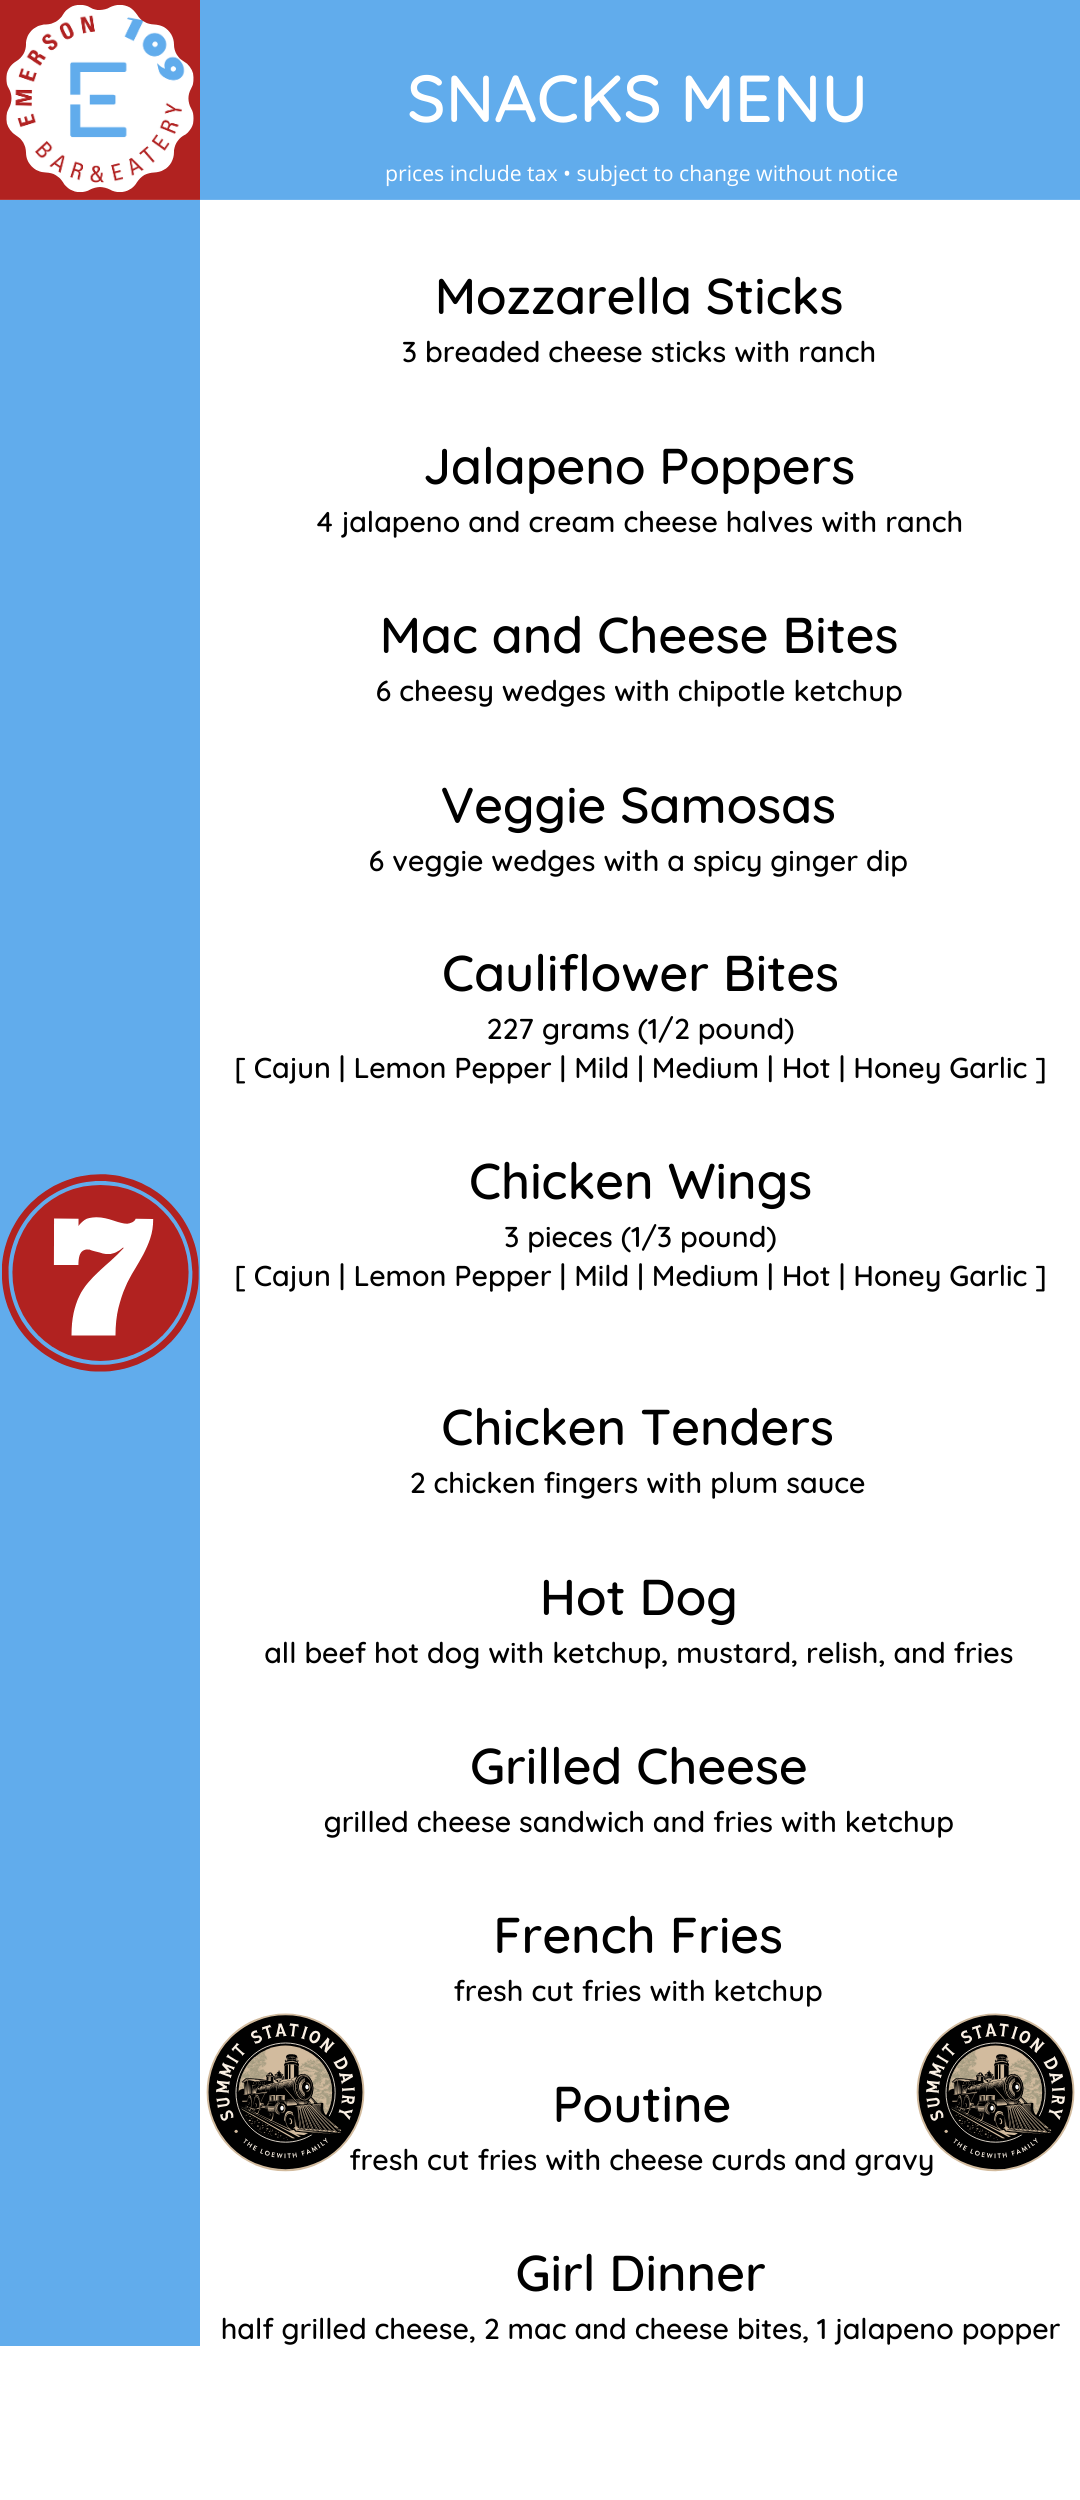 EMERSON 109
E
BAR & EATERY
SNACKS MENU
prices include tax • subject to change without notice
Mozzarella Sticks
3 breaded cheese sticks with ranch
Jalapeno Poppers
4 jalapeno and cream cheese halves with ranch
Mac and Cheese Bites
6 cheesy wedges with chipotle ketchup
Veggie Samosas
6 veggie wedges with a spicy ginger dip
Cauliflower Bites
227 grams (1/2 pound)
[ Cajun | Lemon Pepper | Mild | Medium | Hot | Honey Garlic ]
Chicken Wings
3 pieces (1/3 pound)
[ Cajun | Lemon Pepper | Mild | Medium | Hot | Honey Garlic ]
7
Chicken Tenders
2 chicken fingers with plum sauce
Hot Dog
all beef hot dog with ketchup, mustard, relish, and fries
Grilled Cheese
grilled cheese sandwich and fries with ketchup
French Fries
fresh cut fries with ketchup
SUMMIT STATION DAIRY
• THE LOEWITH FAMILY •
SUMMIT STATION DAIRY
• THE LOEWITH FAMILY •
Poutine
fresh cut fries with cheese curds and gravy
Girl Dinner
half grilled cheese, 2 mac and cheese bites, 1 jalapeno popper